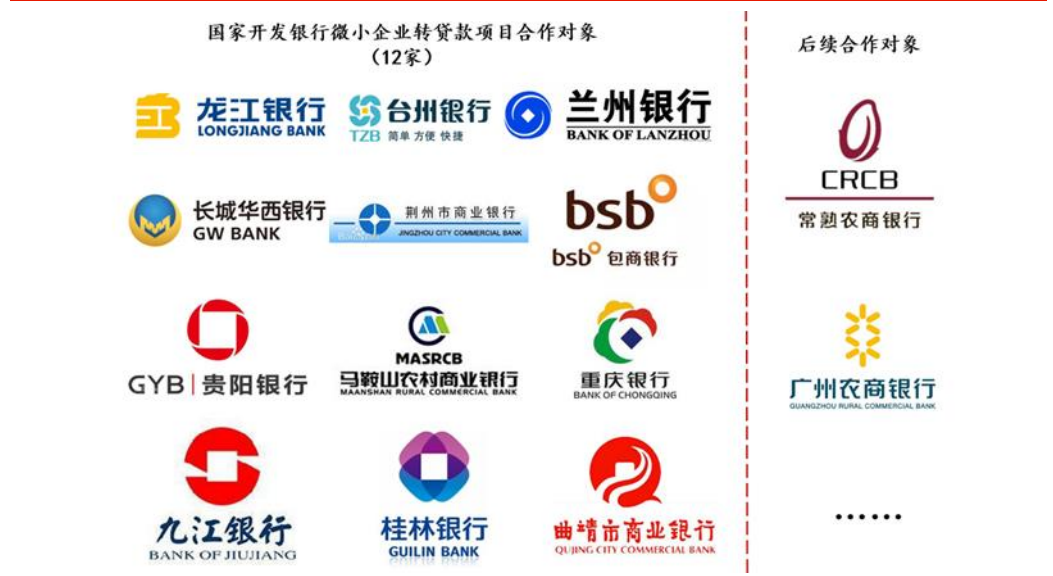 国家开发银行微小企业转贷款项目合作对象
（12家）
后续合作对象
龙江银行
LONGJIANG BANK
台州银行
TZB 简单 方便 快捷
兰州银行
BANK OF LANZHOU
CRCB
常熟农商银行
长城华西银行
GW BANK
荆州市商业银行
JINGZHOU CITY COMMERCIAL BANK
bsb
bsb 包商银行
GYB | 贵阳银行
MASRCB
马鞍山农村商业银行
MAANSHAN RURAL COMMERCIAL BANK
重庆银行
BANK OF CHONGQING
广州农商银行
GUANGZHOU RURAL COMMERCIAL BANK
九江银行
BANK OF JIUJIANG
桂林银行
GUILIN BANK
曲靖市商业银行
QUJING CITY COMMERCIAL BANK
······